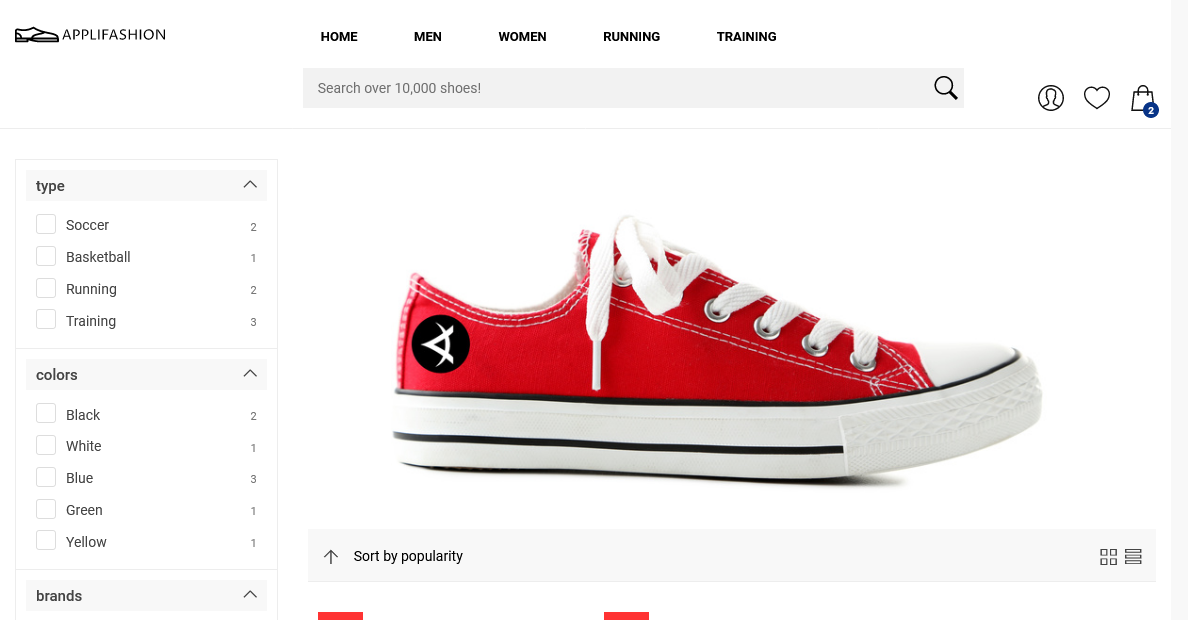 APPLIFASHION
HOME MEN WOMEN RUNNING TRAINING
Search over 10,000 shoes!
2
type
Soccer 2
Basketball 1
Running 2
Training 3
colors
Black 2
White 1
Blue 3
Green 1
Yellow 1
brands
Sort by popularity